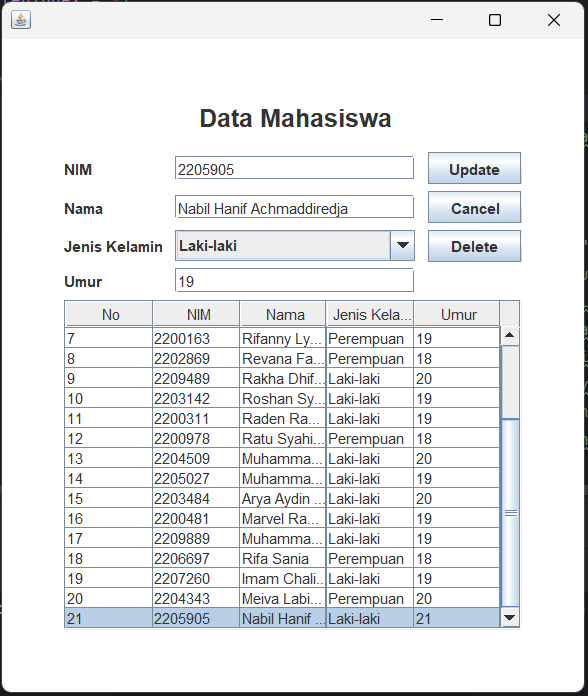 Data Mahasiswa
NIM 2205905 Update
Nama Nabil Hanif Achmaddiredja Cancel
Jenis Kelamin Laki-laki Delete
Umur 19
No NIM Nama Jenis Kela... Umur
7 2200163 Rifanny Ly... Perempuan 19
8 2202869 Revana Fa... Perempuan 18
9 2209489 Rakha Dhif... Laki-laki 20
10 2203142 Roshan Sy... Laki-laki 19
11 2200311 Raden Ra... Laki-laki 19
12 2200978 Ratu Syahi... Perempuan 18
13 2204509 Muhamma... Laki-laki 20
14 2205027 Muhamma... Laki-laki 19
15 2203484 Arya Aydin ... Laki-laki 20
16 2200481 Marvel Ra... Laki-laki 19
17 2209889 Muhamma... Laki-laki 19
18 2206697 Rifa Sania Perempuan 18
19 2207260 Imam Chali... Laki-laki 19
20 2204343 Meiva Labi... Perempuan 20
21 2205905 Nabil Hanif ... Laki-laki 21